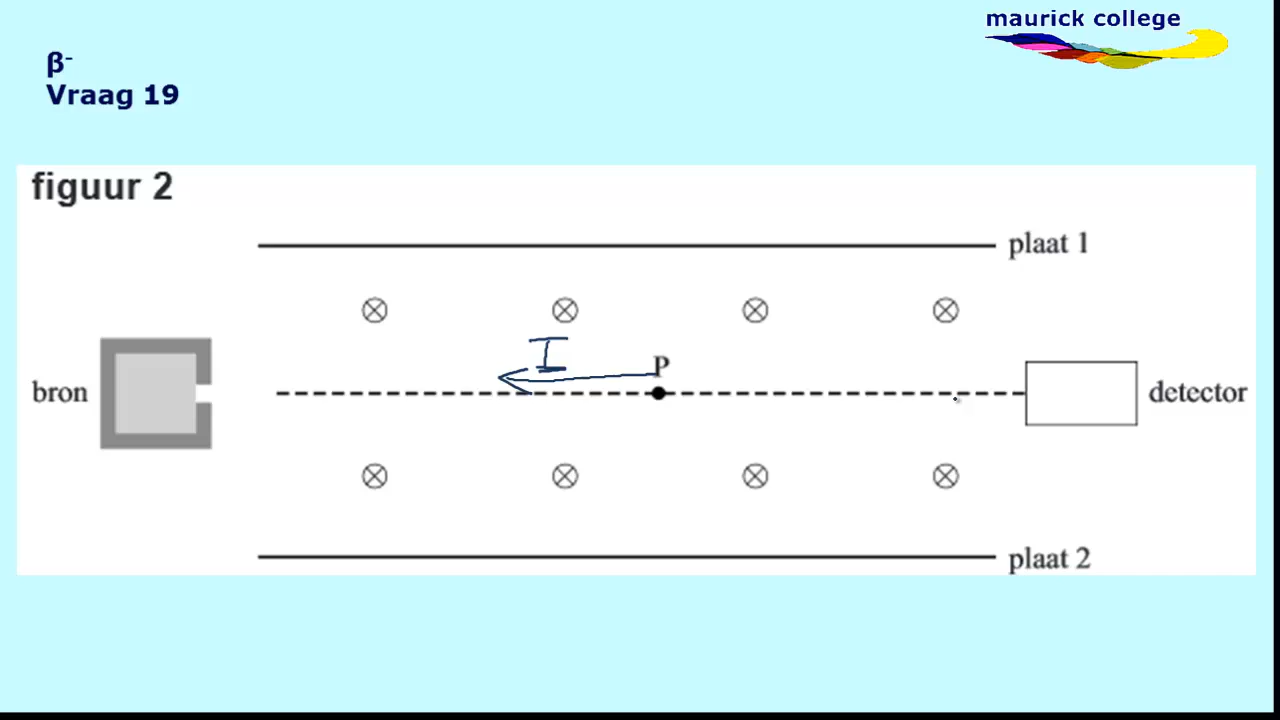 maurick college
β-
Vraag 19
figuur 2
plaat 1
I
P
bron
detector
plaat 2